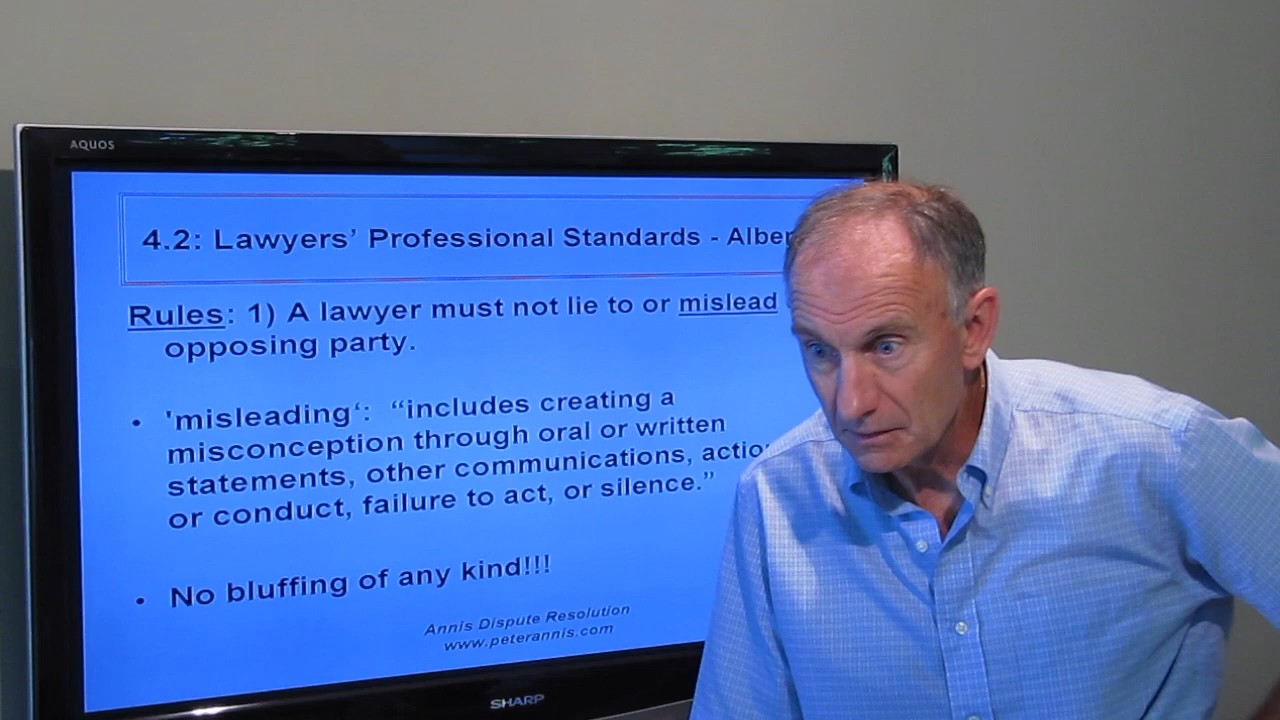 AQUOS
4.2: Lawyers’ Professional Standards - Alber
Rules: 1) A lawyer must not lie to or mislead
opposing party.
• 'misleading‘: “includes creating a
misconception through oral or written
statements, other communications, actio
or conduct, failure to act, or silence.”
• No bluffing of any kind!!!
Annis Dispute Resolution
www.peterannis.com
SHARP